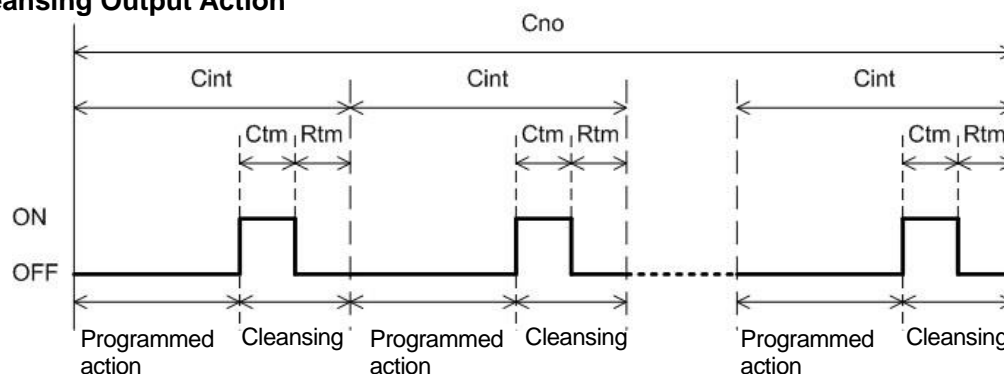 Cleansing Output Action
Cno
Cint Cint Cint
Ctm Rtm Ctm Rtm Ctm Rtm
ON
OFF
Programmed action Cleansing Programmed action Cleansing Programmed action Cleansing